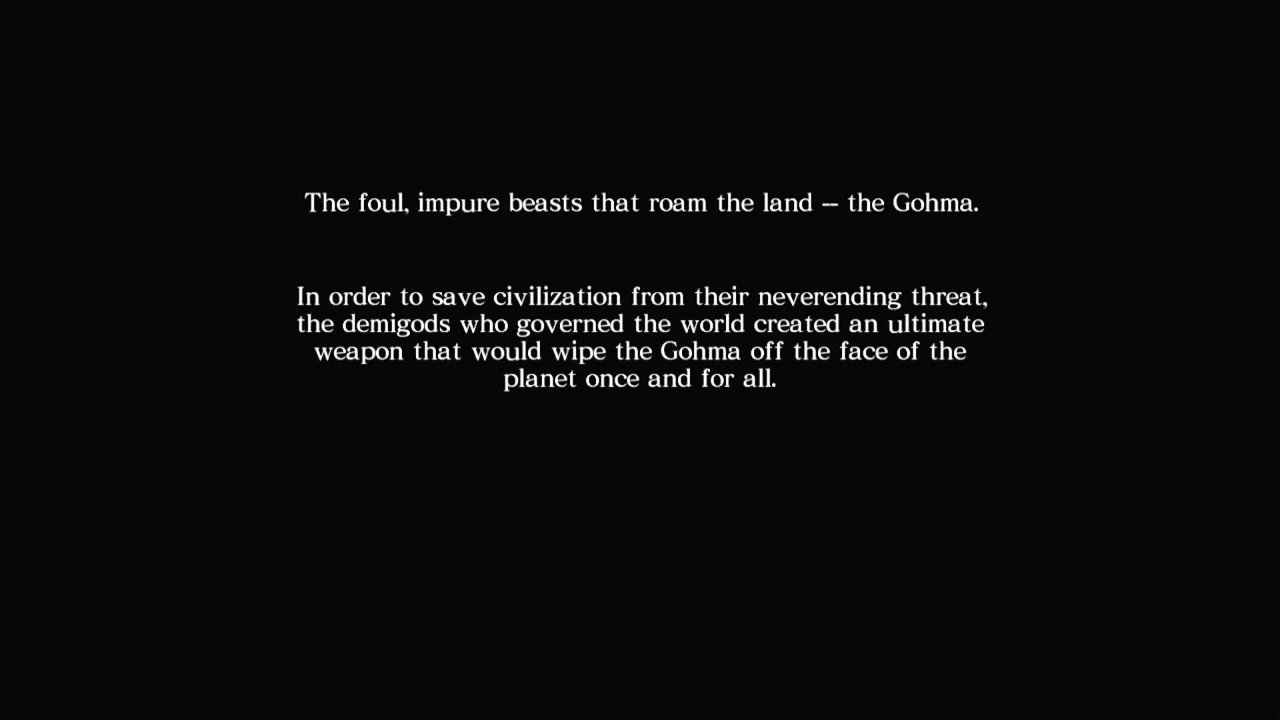 The foul, impure beasts that roam the land -- the Gohma.
In order to save civilization from their neverending threat,
the demigods who governed the world created an ultimate
weapon that would wipe the Gohma off the face of the
planet once and for all.